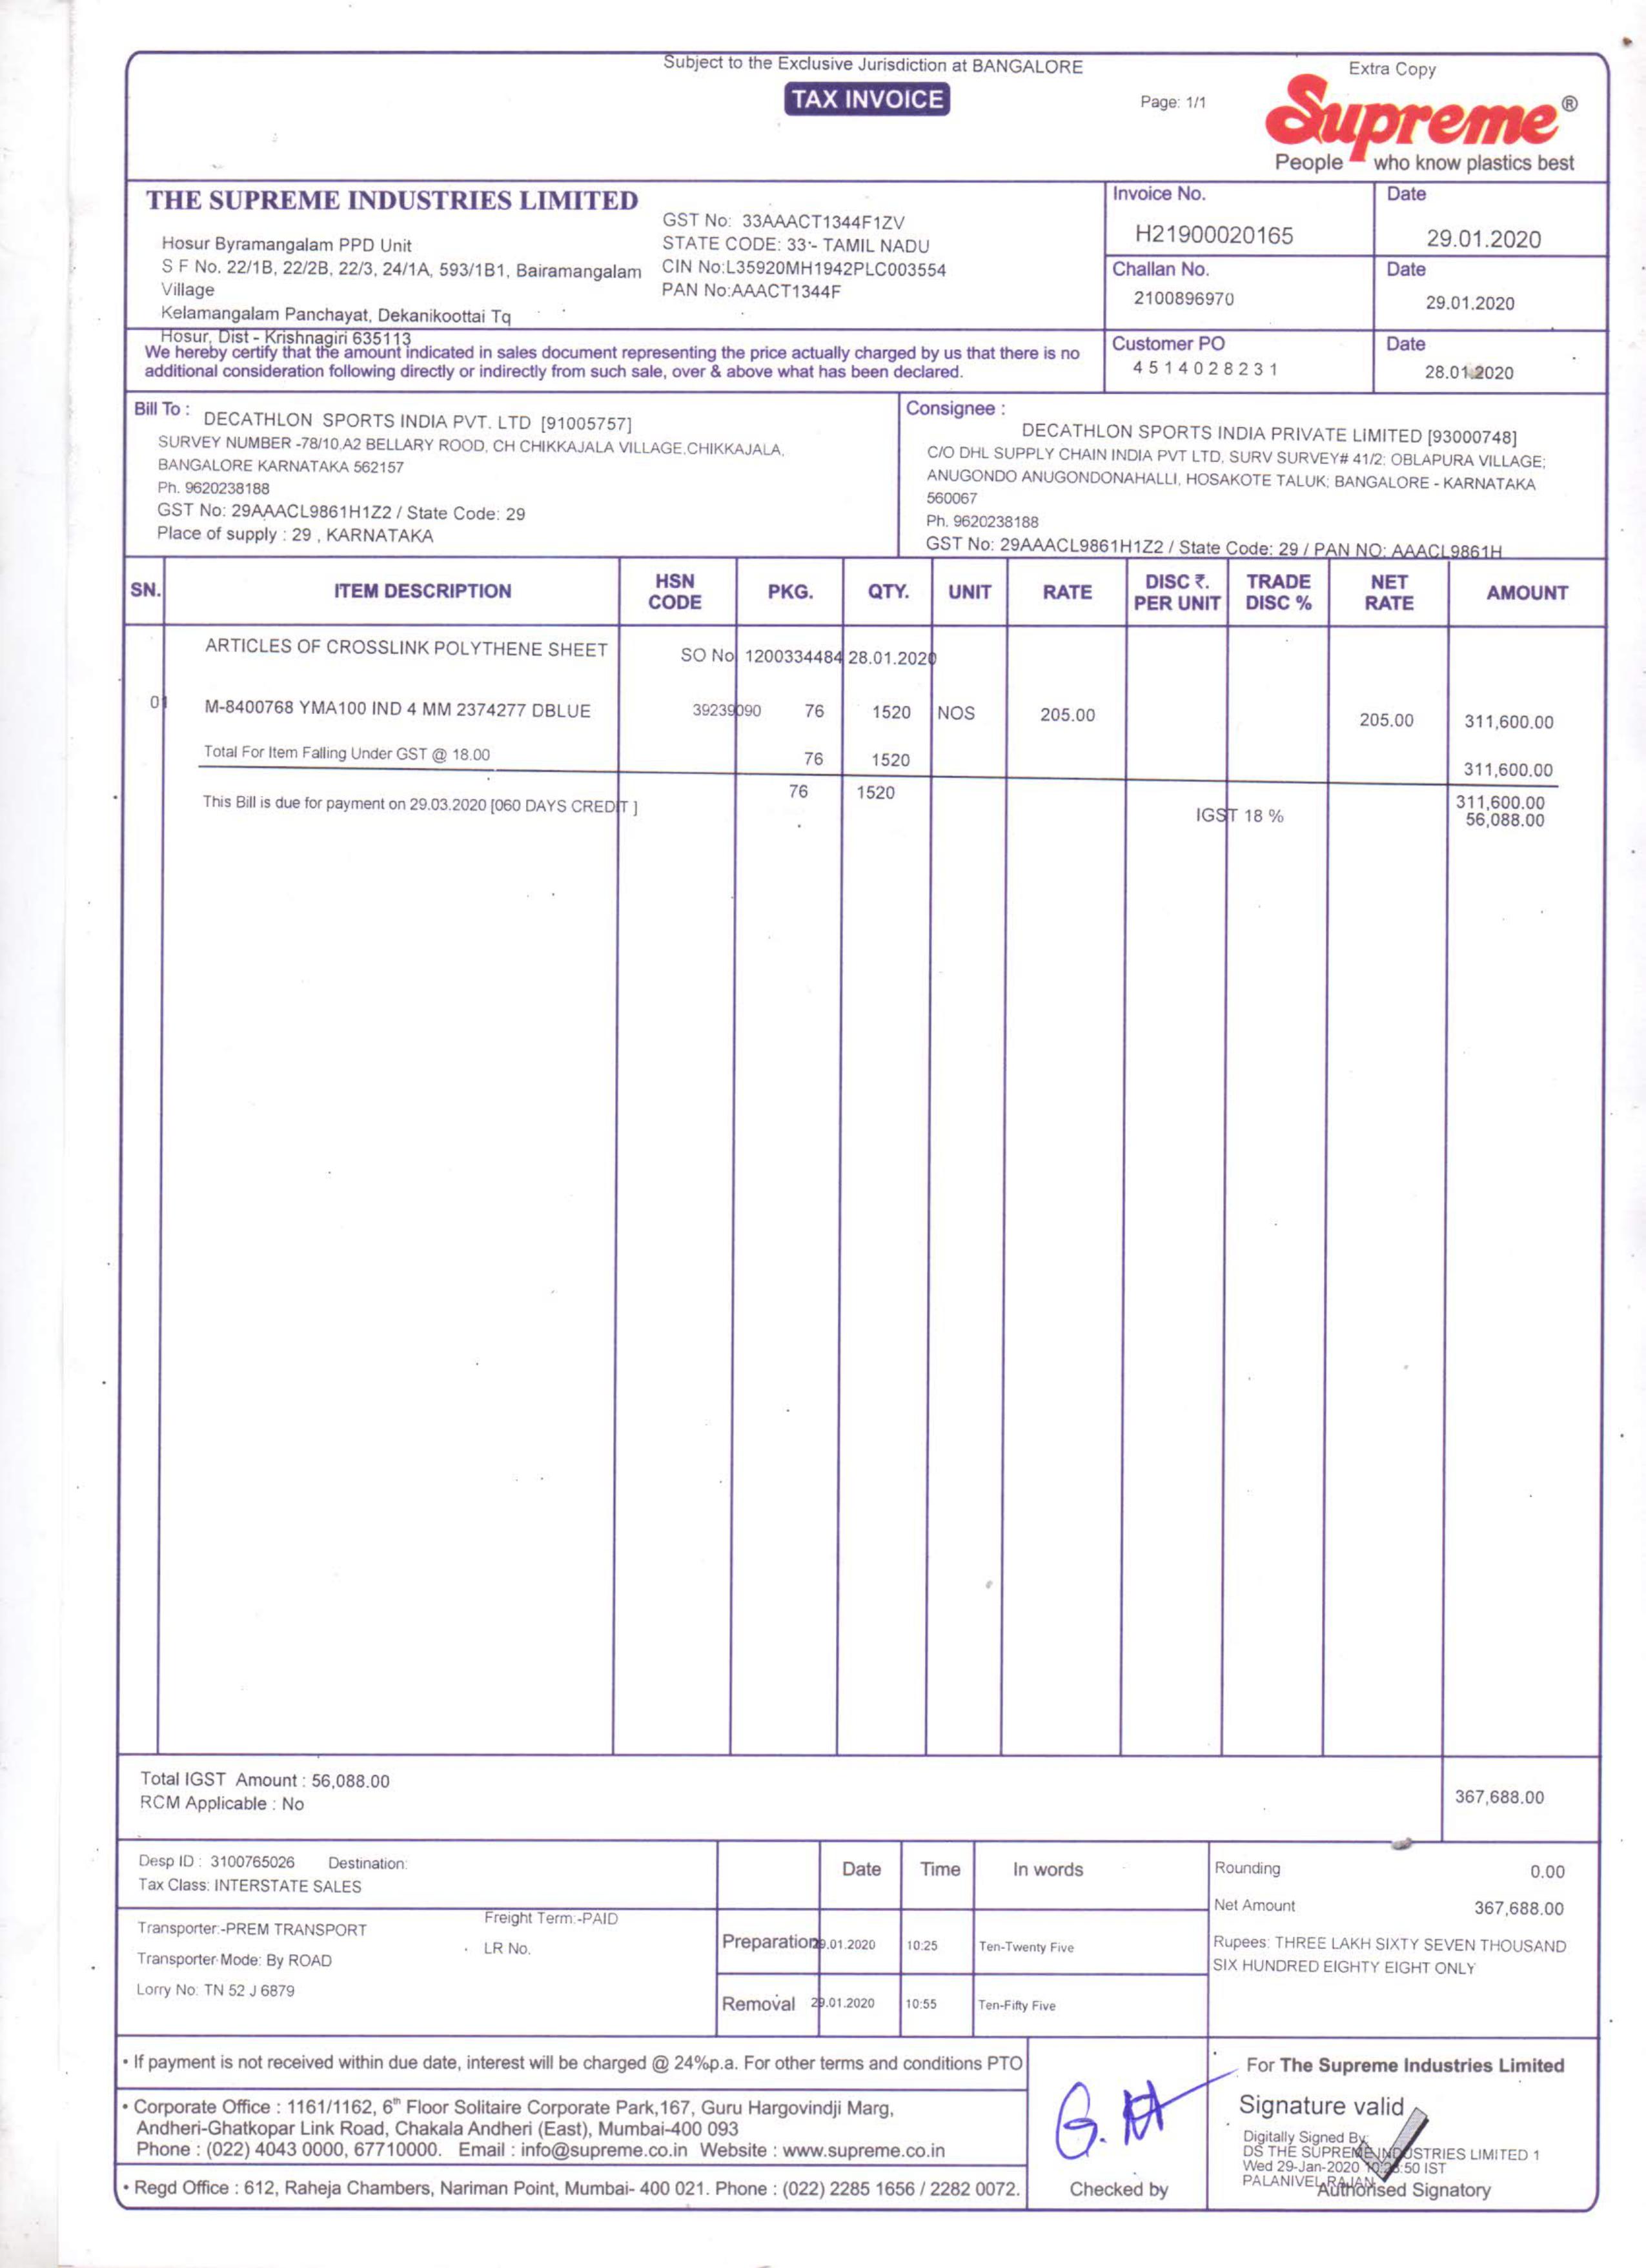 Subject to the Exclusive Jurisdiction at BANGALORE
Extra Copy
TAX INVOICE
Page: 1/1
Supreme®
People who know plastics best
THE SUPREME INDUSTRIES LIMITED
Hosur Byramangalam PPD Unit
S F No. 22/1B, 22/2B, 22/3, 24/1A, 593/1B1, Bairamangalam
Village
Kelamangalam Panchayat, Dekanikoottai Tq
Hosur, Dist - Krishnagiri 635113
GST No: 33AAACT1344F1ZV
STATE CODE: 33 - TAMIL NADU
CIN No:L35920MH1942PLC003554
PAN No:AAACT1344F
Invoice No. Date
H21900020165 29.01.2020
Challan No. Date
2100896970 29.01.2020
Customer PO Date
4514028231 28.01.2020
We hereby certify that the amount indicated in sales document representing the price actually charged by us that there is no
additional consideration following directly or indirectly from such sale, over & above what has been declared.
Bill To : DECATHLON SPORTS INDIA PVT. LTD [91005757]
SURVEY NUMBER -78/10,A2 BELLARY ROOD, CH CHIKKAJALA VILLAGE,CHIKKAJALA,
BANGALORE KARNATAKA 562157
Ph. 9620238188
GST No: 29AAACL9861H1Z2 / State Code: 29
Place of supply : 29 , KARNATAKA
Consignee :
DECATHLON SPORTS INDIA PRIVATE LIMITED [93000748]
C/O DHL SUPPLY CHAIN INDIA PVT LTD, SURV SURVEY# 41/2; OBLAPURA VILLAGE;
ANUGONDO ANUGONDONAHALLI, HOSAKOTE TALUK; BANGALORE - KARNATAKA
560067
Ph. 9620238188
GST No: 29AAACL9861H1Z2 / State Code: 29 / PAN NO: AAACL9861H
SN. ITEM DESCRIPTION HSN CODE PKG. QTY. UNIT RATE DISC ₹. PER UNIT TRADE DISC % NET RATE AMOUNT
ARTICLES OF CROSSLINK POLYTHENE SHEET SO No 1200334484 28.01.2020
01 M-8400768 YMA100 IND 4 MM 2374277 DBLUE 39239090 76 1520 NOS 205.00 205.00 311,600.00
Total For Item Falling Under GST @ 18.00 76 1520 311,600.00
76 1520 311,600.00
This Bill is due for payment on 29.03.2020 [060 DAYS CREDIT ] IGST 18 % 56,088.00
Total IGST Amount : 56,088.00
RCM Applicable : No
367,688.00
Desp ID : 3100765026 Destination:
Tax Class: INTERSTATE SALES
Transporter:-PREM TRANSPORT Freight Term:-PAID
Transporter Mode: By ROAD LR No.
Lorry No: TN 52 J 6879
Date Time In words
Preparation 29.01.2020 10:25 Ten-Twenty Five
Removal 29.01.2020 10:55 Ten-Fifty Five
Rounding 0.00
Net Amount 367,688.00
Rupees: THREE LAKH SIXTY SEVEN THOUSAND
SIX HUNDRED EIGHTY EIGHT ONLY
• If payment is not received within due date, interest will be charged @ 24%p.a. For other terms and conditions PTO
• Corporate Office : 1161/1162, 6th Floor Solitaire Corporate Park,167, Guru Hargovindji Marg,
Andheri-Ghatkopar Link Road, Chakala Andheri (East), Mumbai-400 093
Phone : (022) 4043 0000, 67710000. Email : info@supreme.co.in Website : www.supreme.co.in
• Regd Office : 612, Raheja Chambers, Nariman Point, Mumbai- 400 021. Phone : (022) 2285 1656 / 2282 0072.
Checked by
For The Supreme Industries Limited
Signature valid
Digitally Signed By:
DS THE SUPREME INDUSTRIES LIMITED 1
Wed 29-Jan-2020 50 IST
PALANIVEL RAJAN
Authorised Signatory